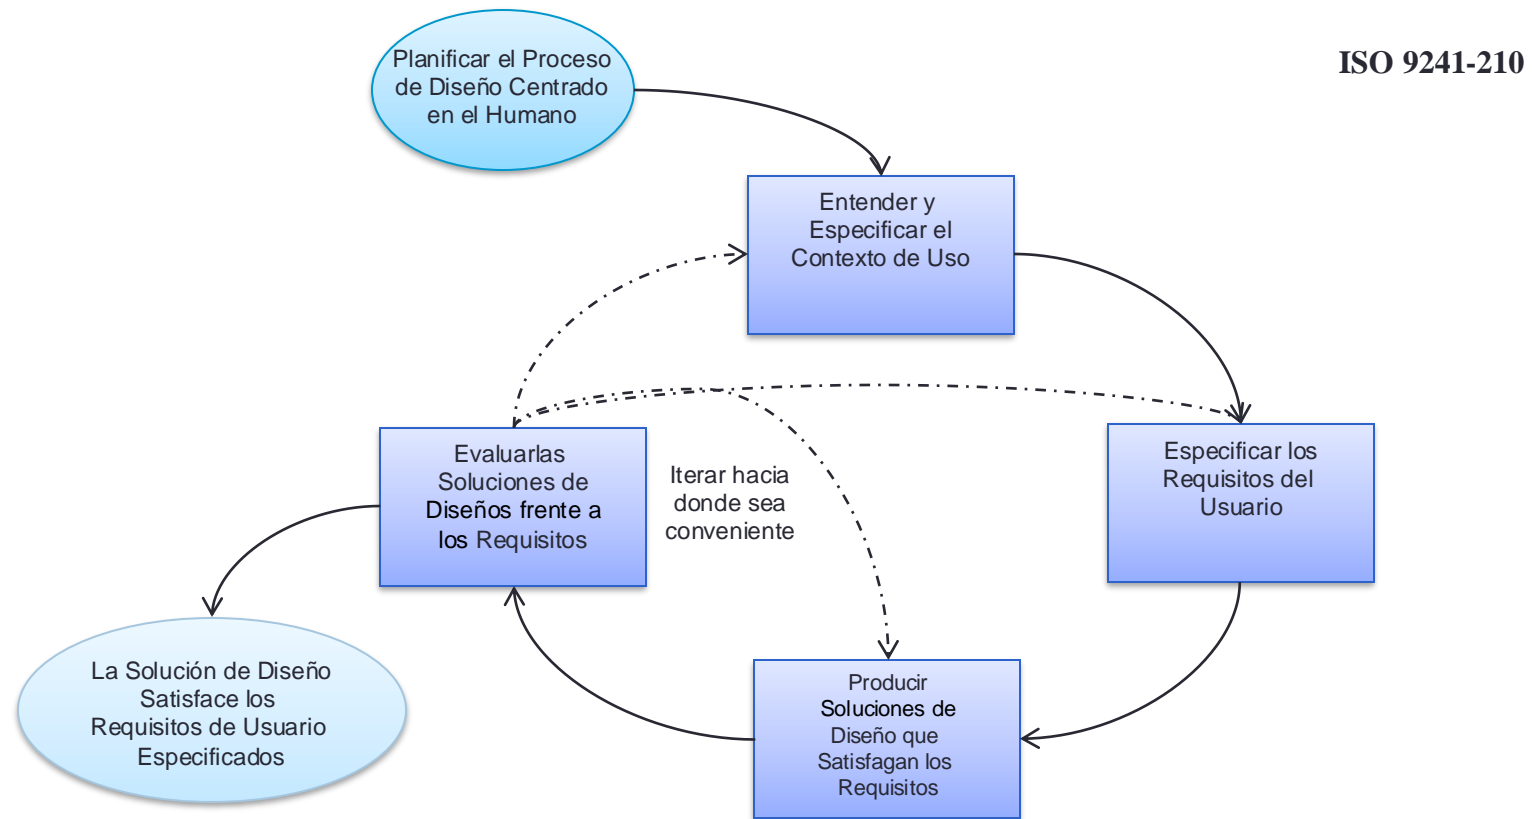 Planificar el Proceso
de Diseño Centrado
en el Humano
ISO 9241-210
Entender y
Especificar el
Contexto de Uso
Evaluarlas
Soluciones de
Diseños frente a
los Requisitos
Iterar hacia
donde sea
conveniente
Especificar los
Requisitos del
Usuario
La Solución de Diseño
Satisface los
Requisitos de Usuario
Especificados
Producir
Soluciones de
Diseño que
Satisfagan los
Requisitos